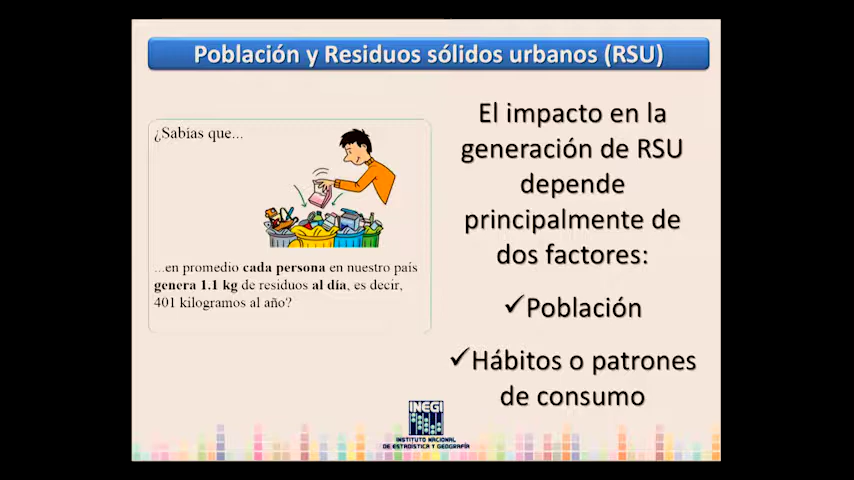 Población y Residuos sólidos urbanos (RSU)
¿Sabías que...
...en promedio cada persona en nuestro país
genera 1.1 kg de residuos al día, es decir,
401 kilogramos al año?
El impacto en la
generación de RSU
depende
principalmente de
dos factores:
✓Población
✓Hábitos o patrones
de consumo
INEGI
INSTITUTO NACIONAL
DE ESTADÍSTICA Y GEOGRAFÍA